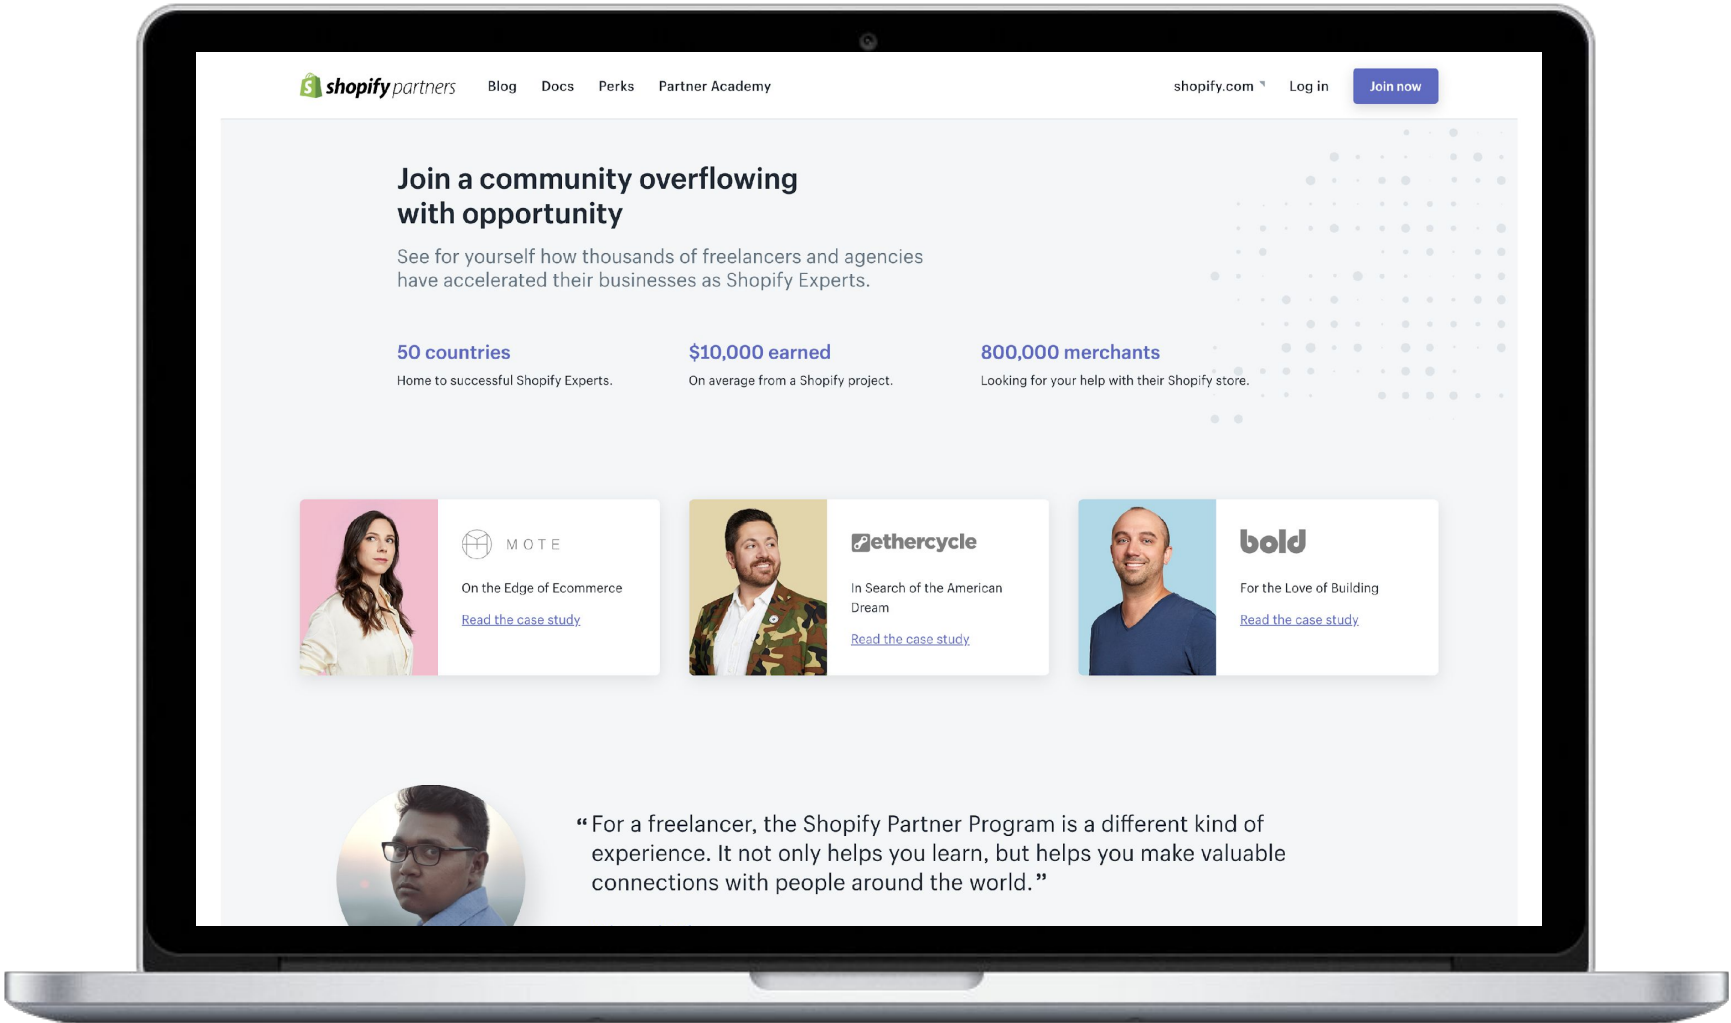 shopify partners
Blog
Docs
Perks
Partner Academy
shopify.com
Log in
Join now
Join a community overflowing
with opportunity
See for yourself how thousands of freelancers and agencies
have accelerated their businesses as Shopify Experts.
50 countries
Home to successful Shopify Experts.
$10,000 earned
On average from a Shopify project.
800,000 merchants
Looking for your help with their Shopify store.
MOTE
On the Edge of Ecommerce
Read the case study
ethercycle
In Search of the American
Dream
Read the case study
bold
For the Love of Building
Read the case study
“For a freelancer, the Shopify Partner Program is a different kind of
experience. It not only helps you learn, but helps you make valuable
connections with people around the world.”